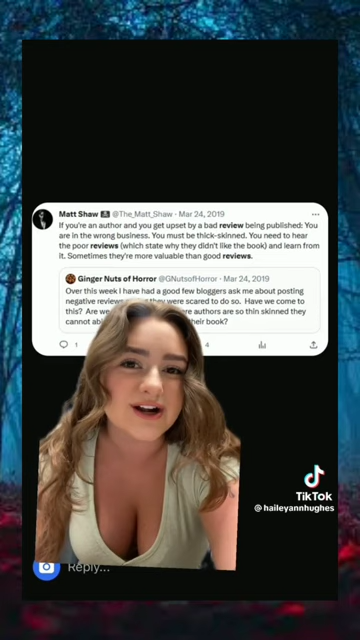 Matt Shaw @The_Matt_Shaw · Mar 24, 2019
If you're an author and you get upset by a bad review being published: You
are in the wrong business. You must be thick-skinned. You need to hear
the poor reviews (which state why they didn't like the book) and learn from
it. Sometimes they're more valuable than good reviews.
Ginger Nuts of Horror @GNutsofHorror · Mar 24, 2019
Over this week I have had a good few bloggers ask me about posting
negative reviews they were scared to do so. Have we come to
this? Are we authors are so thin skinned they
cannot their book?
1
4
TikTok
@haileyannhughes
Reply...